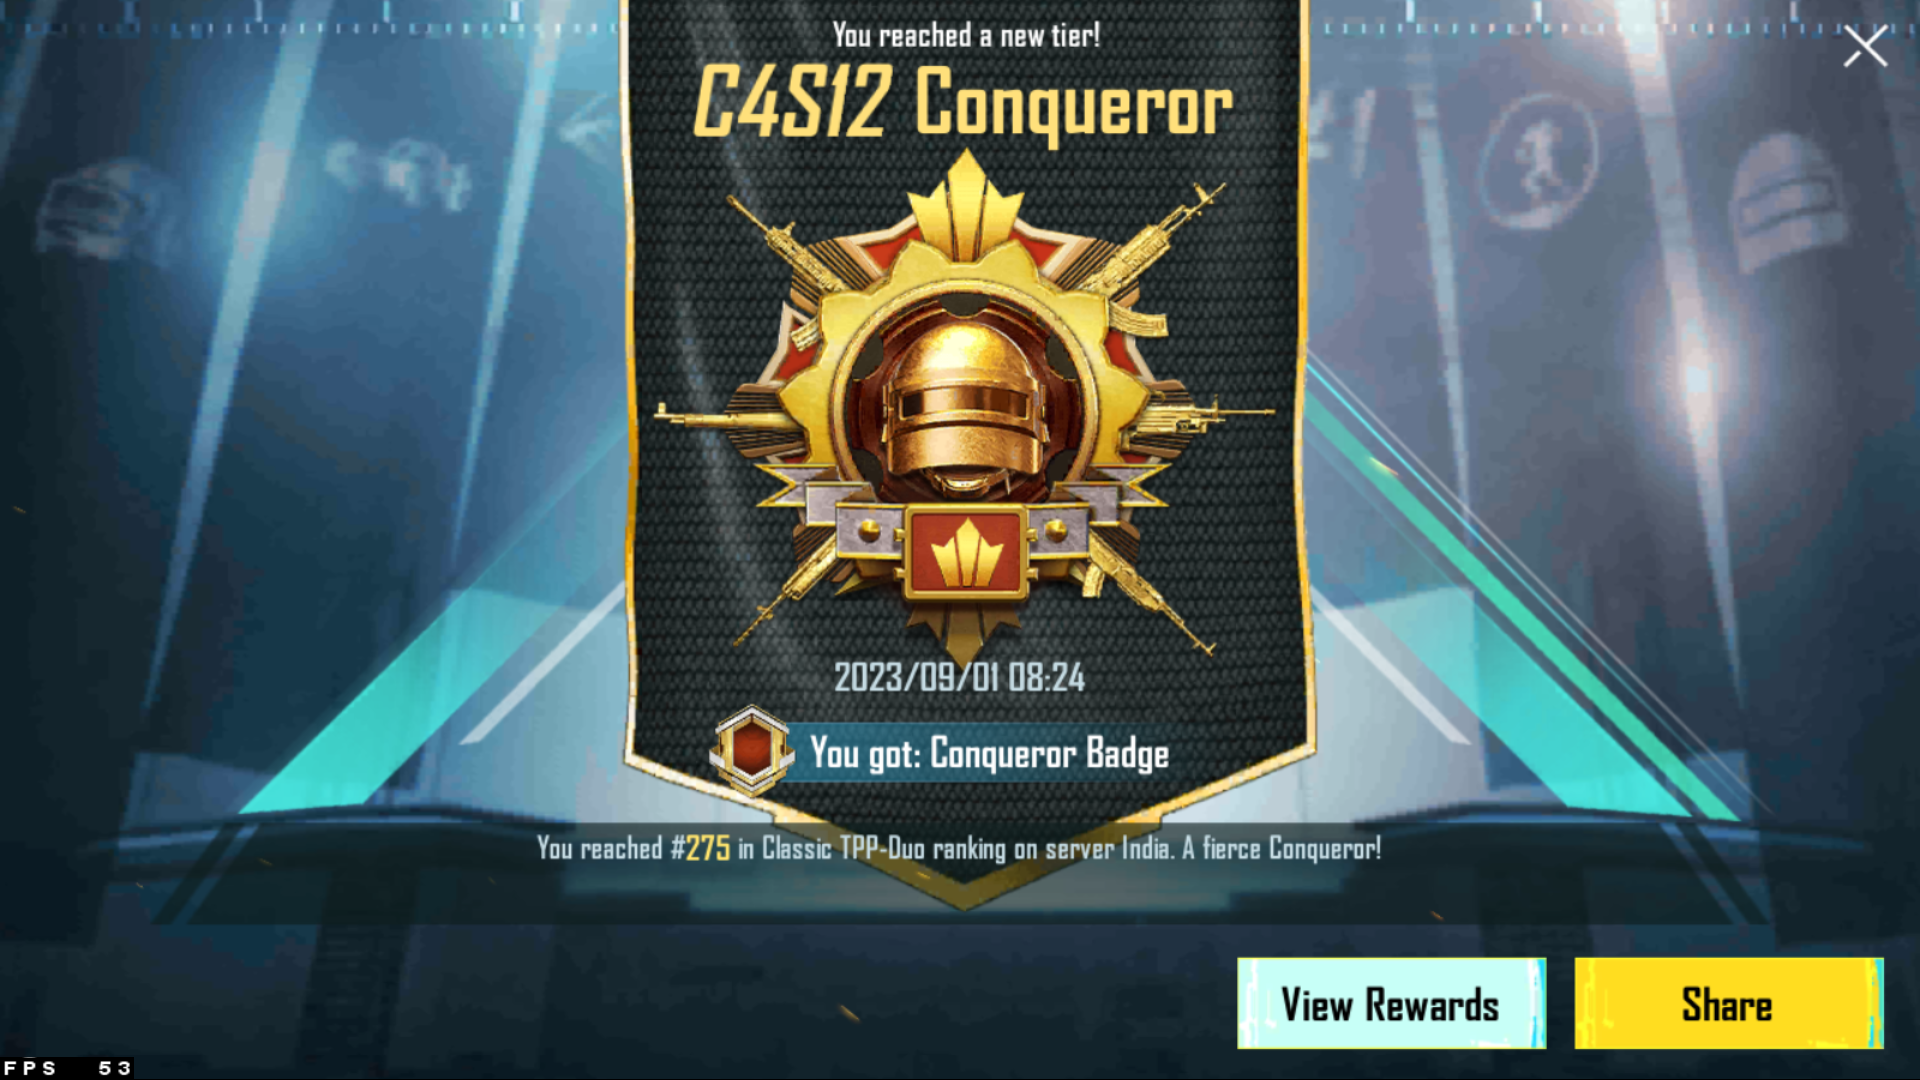 You reached a new tier!
C4S12 Conqueror
2023/09/01 08:24
You got: Conqueror Badge
You reached #275 in Classic TPP-Duo ranking on server India. A fierce Conqueror!
View Rewards
Share
FPS 53